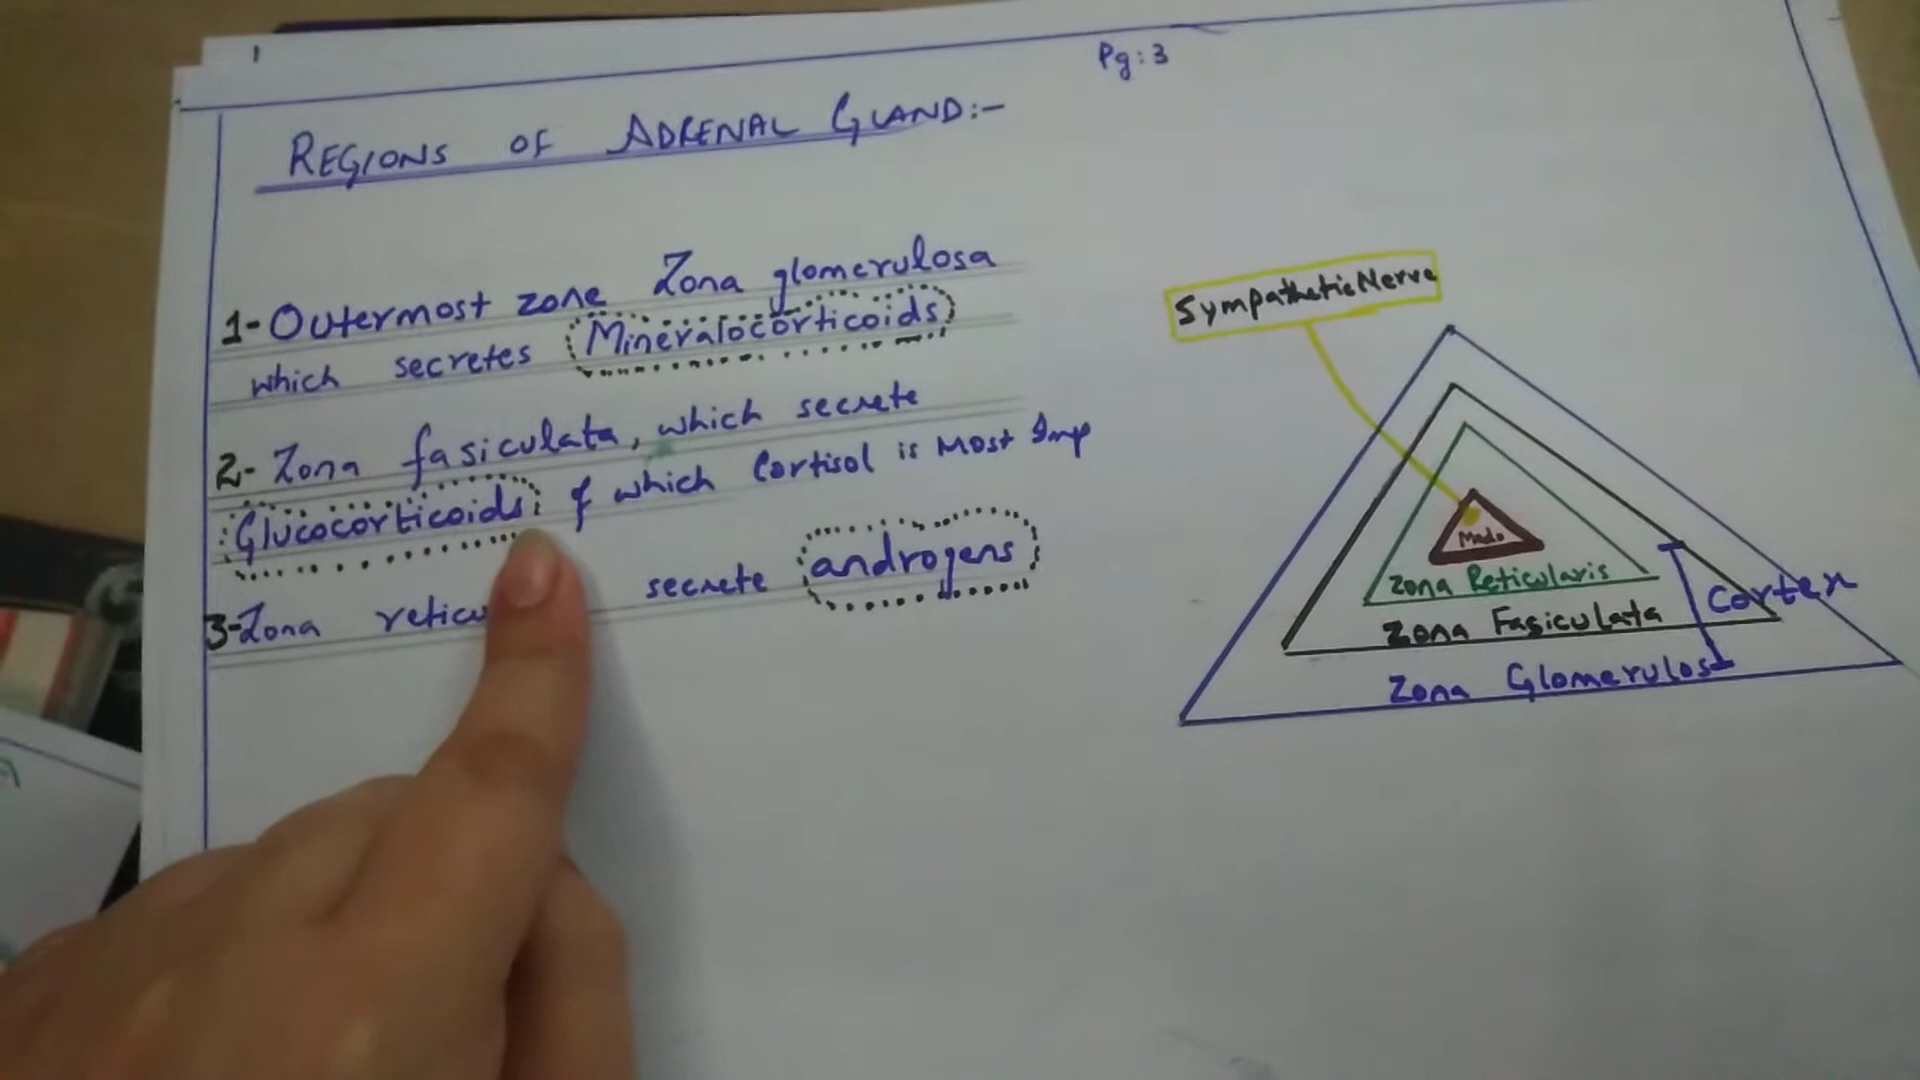 Pg:3
REGIONS OF ADRENAL GLAND:-
1-Outermost zone Zona glomerulosa
which secretes Mineralocorticoids
2- Zona fasiculata, which secrete
Glucocorticoids of which Cortisol is Most Imp
3-Zona secrete androgens
Sympathetic Nerve
Zona Reticularis
Zona Fasiculata
Cortex
Zona Glomerulos